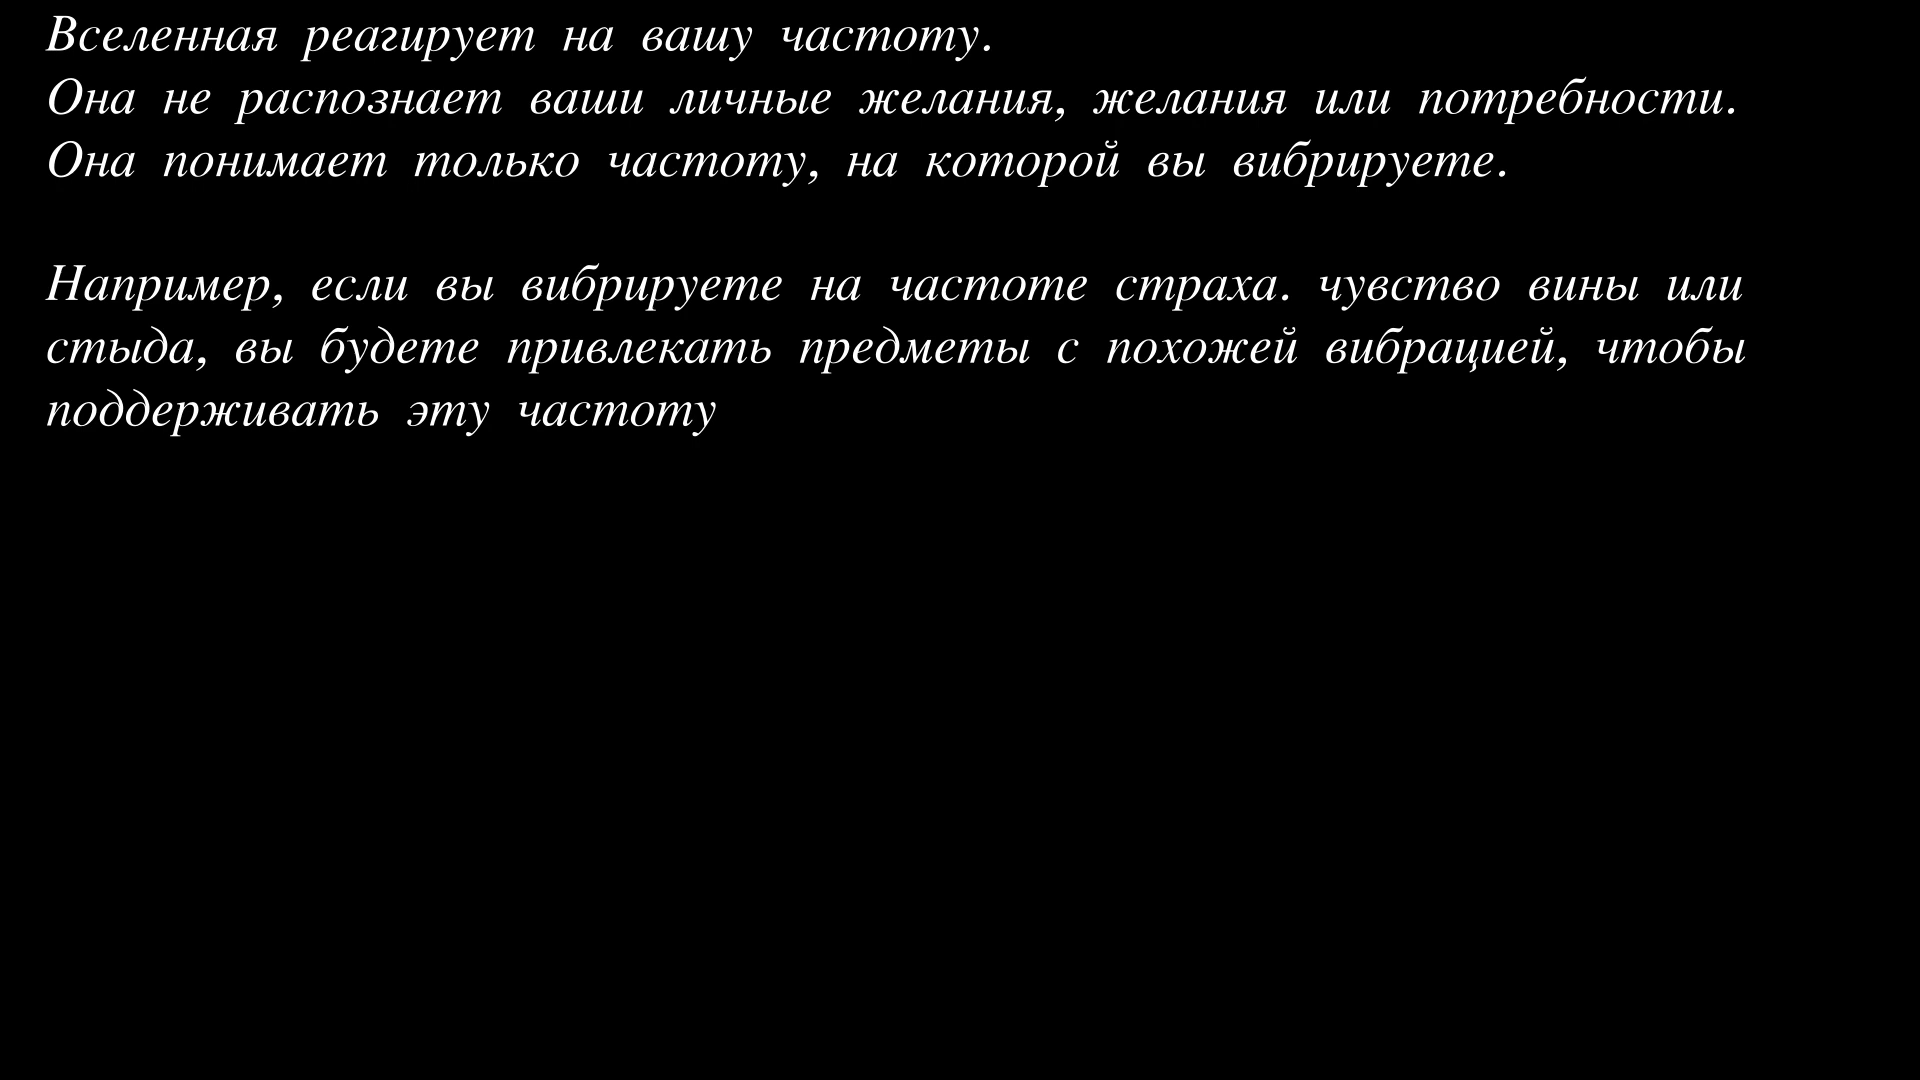 Вселенная реагирует на вашу частоту.
Она не распознает ваши личные желания, желания или потребности.
Она понимает только частоту, на которой вы вибрируете.
Например, если вы вибрируете на частоте страха. чувство вины или
стыда, вы будете привлекать предметы с похожей вибрацией, чтобы
поддерживать эту частоту